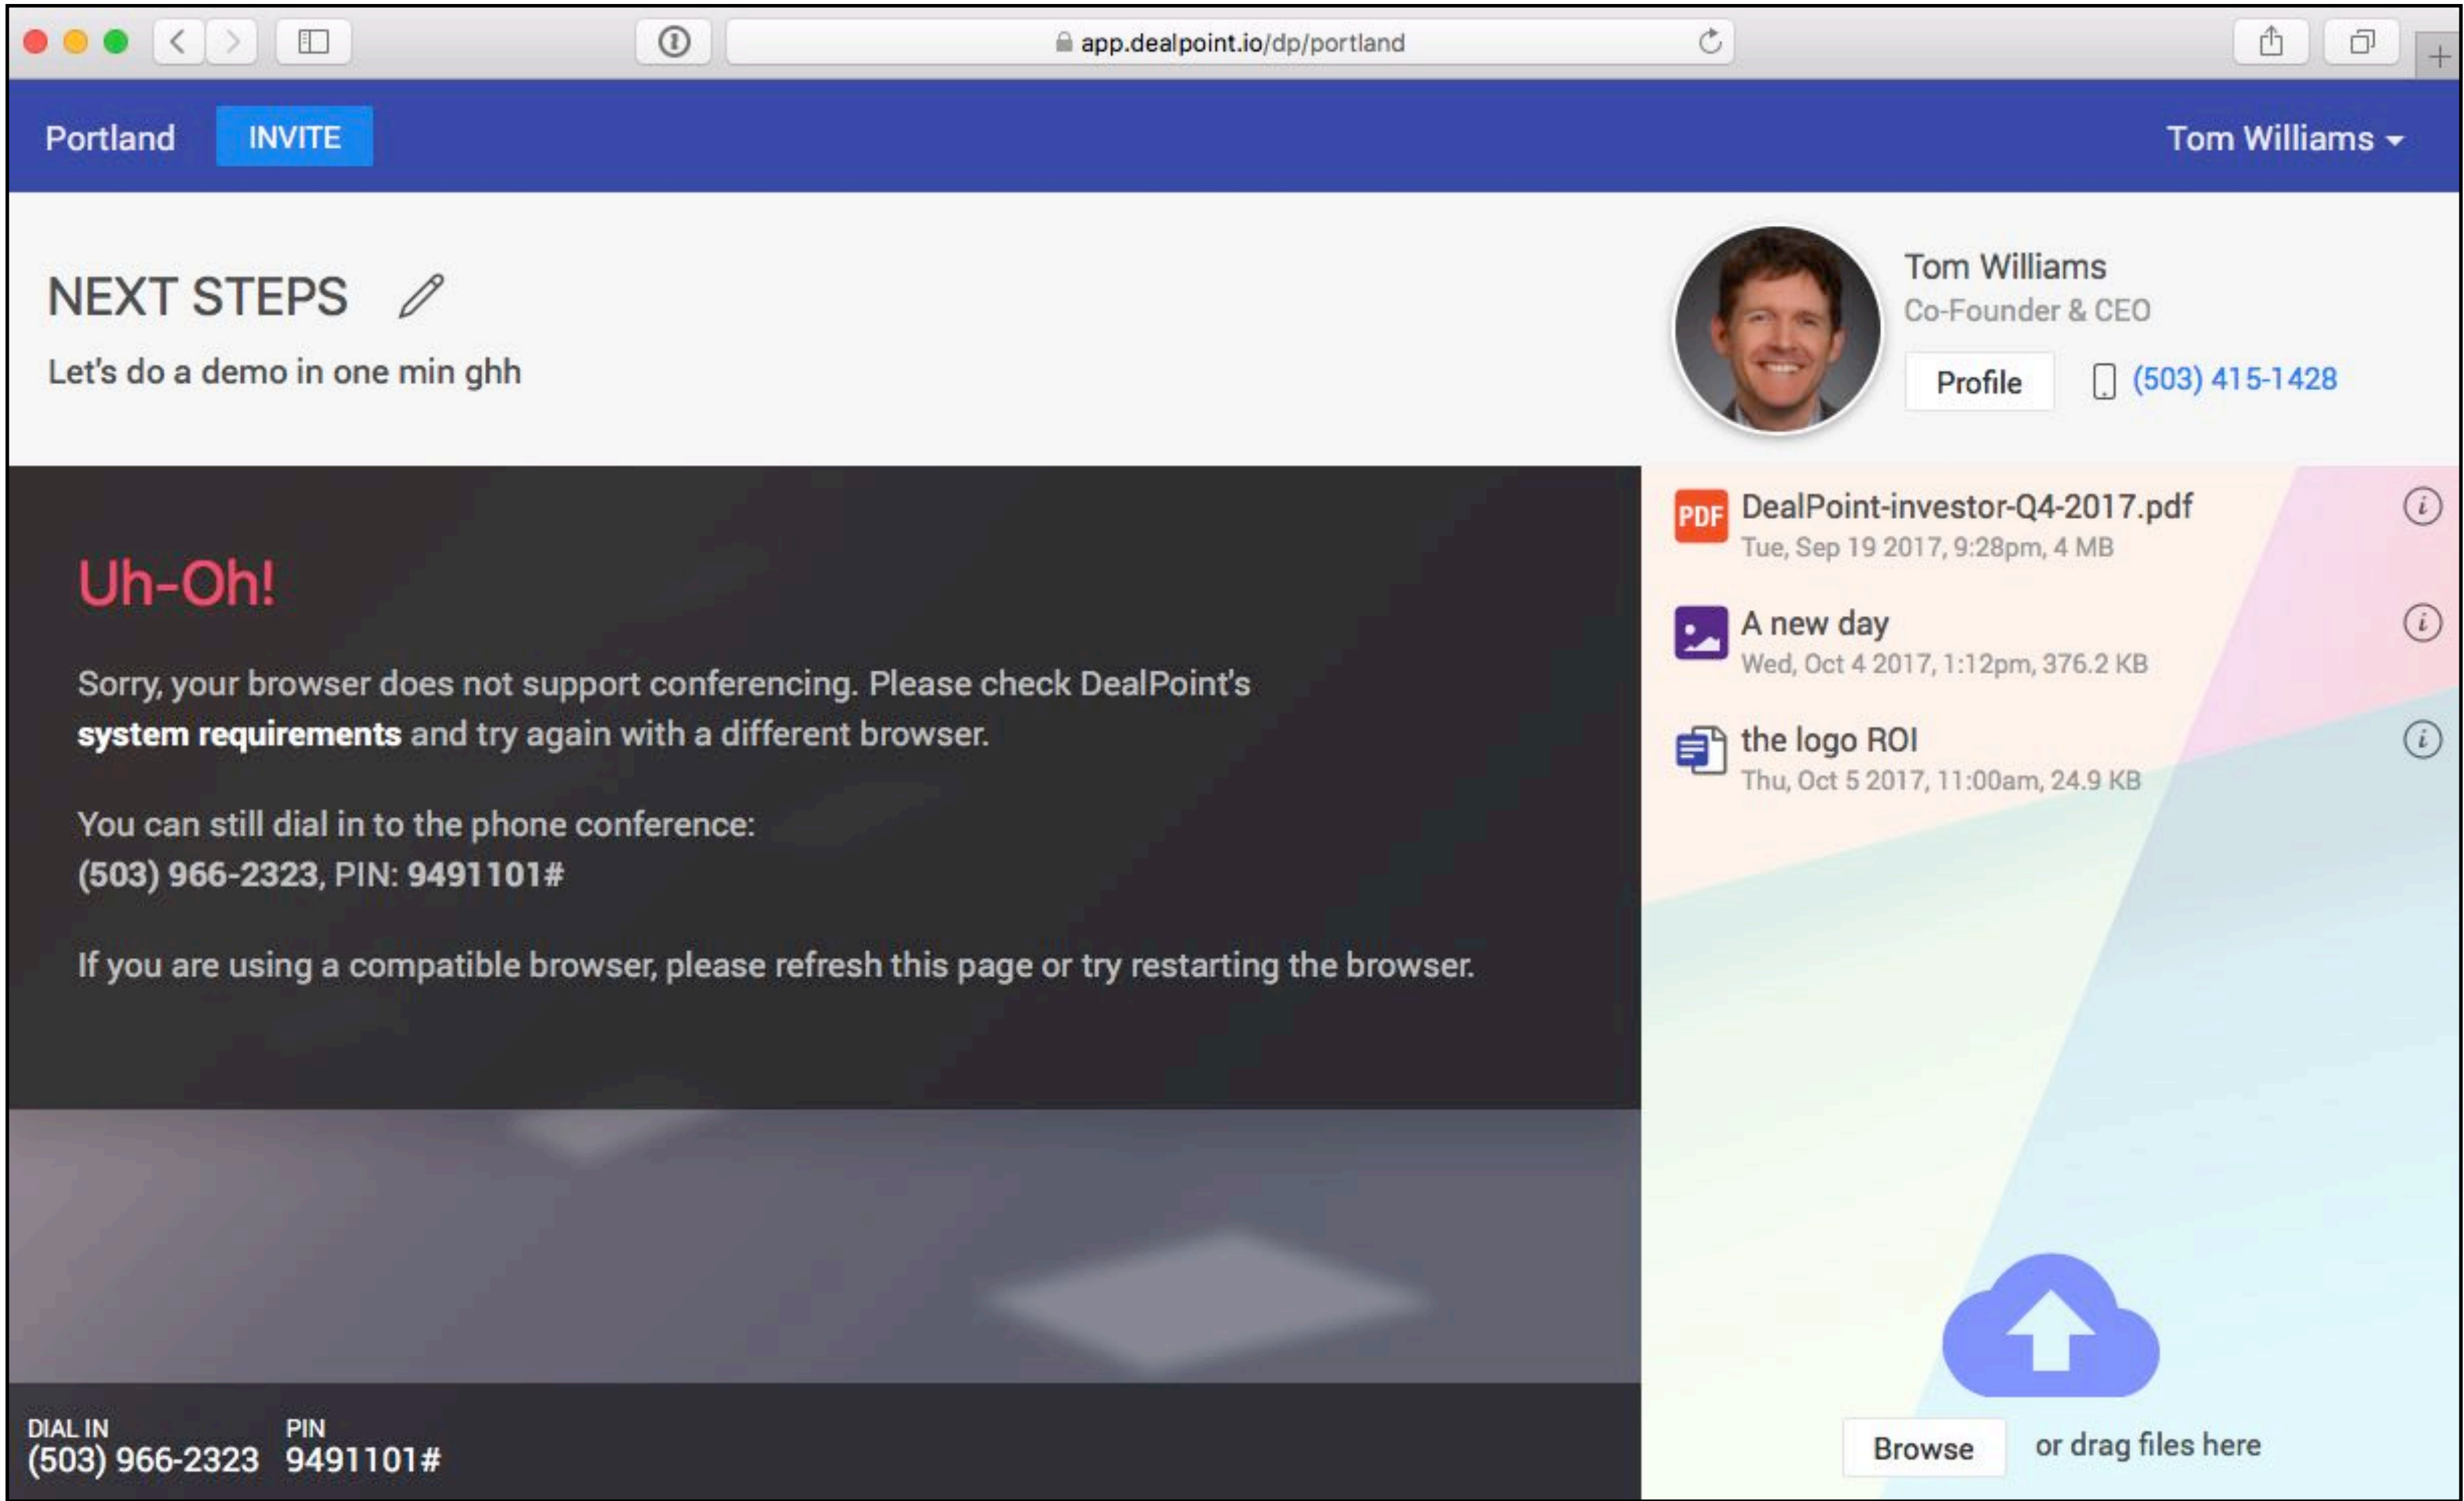 app.dealpoint.io/dp/portland
Portland
INVITE
Tom Williams
NEXT STEPS
Let's do a demo in one min ghh
Tom Williams
Co-Founder & CEO
Profile
(503) 415-1428
Uh-Oh!
Sorry, your browser does not support conferencing. Please check DealPoint's
system requirements and try again with a different browser.
You can still dial in to the phone conference:
(503) 966-2323, PIN: 9491101#
If you are using a compatible browser, please refresh this page or try restarting the browser.
DIAL IN
(503) 966-2323
PIN
9491101#
PDF
DealPoint-investor-Q4-2017.pdf
Tue, Sep 19 2017, 9:28pm, 4 MB
A new day
Wed, Oct 4 2017, 1:12pm, 376.2 KB
the logo ROI
Thu, Oct 5 2017, 11:00am, 24.9 KB
Browse
or drag files here